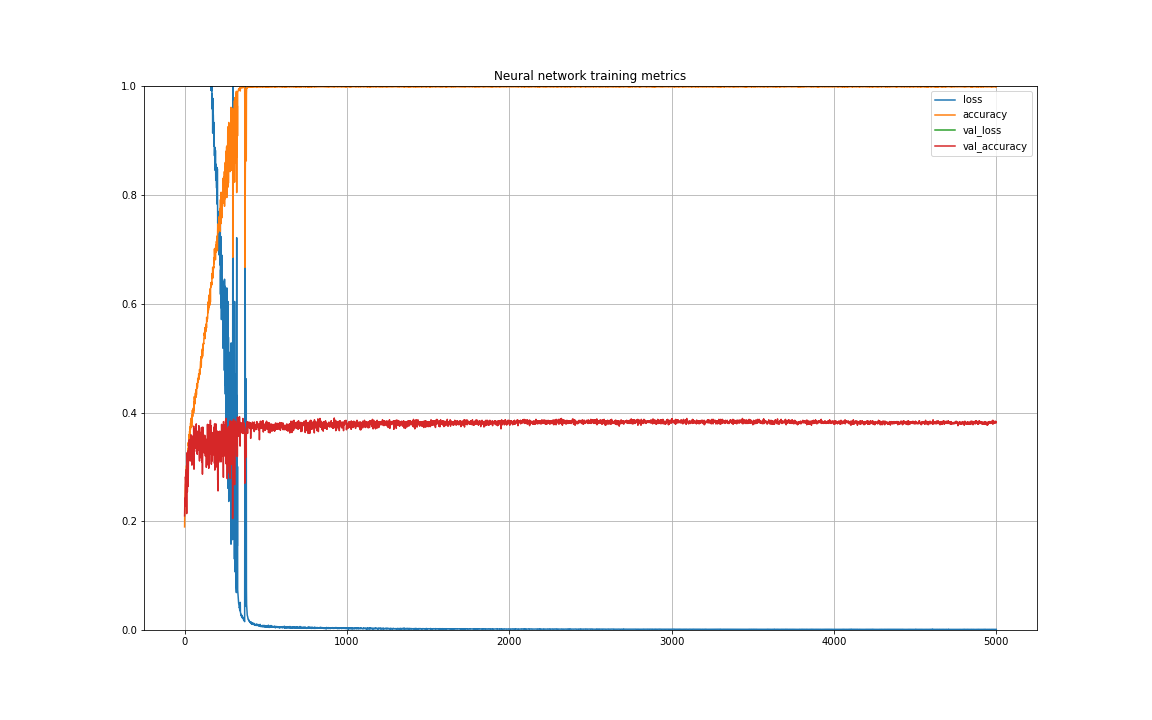 Neural network training metrics
1.0
0.8
0.6
0.4
0.2
0.0
loss
accuracy
val_loss
val_accuracy
0 1000 2000 3000 4000 5000